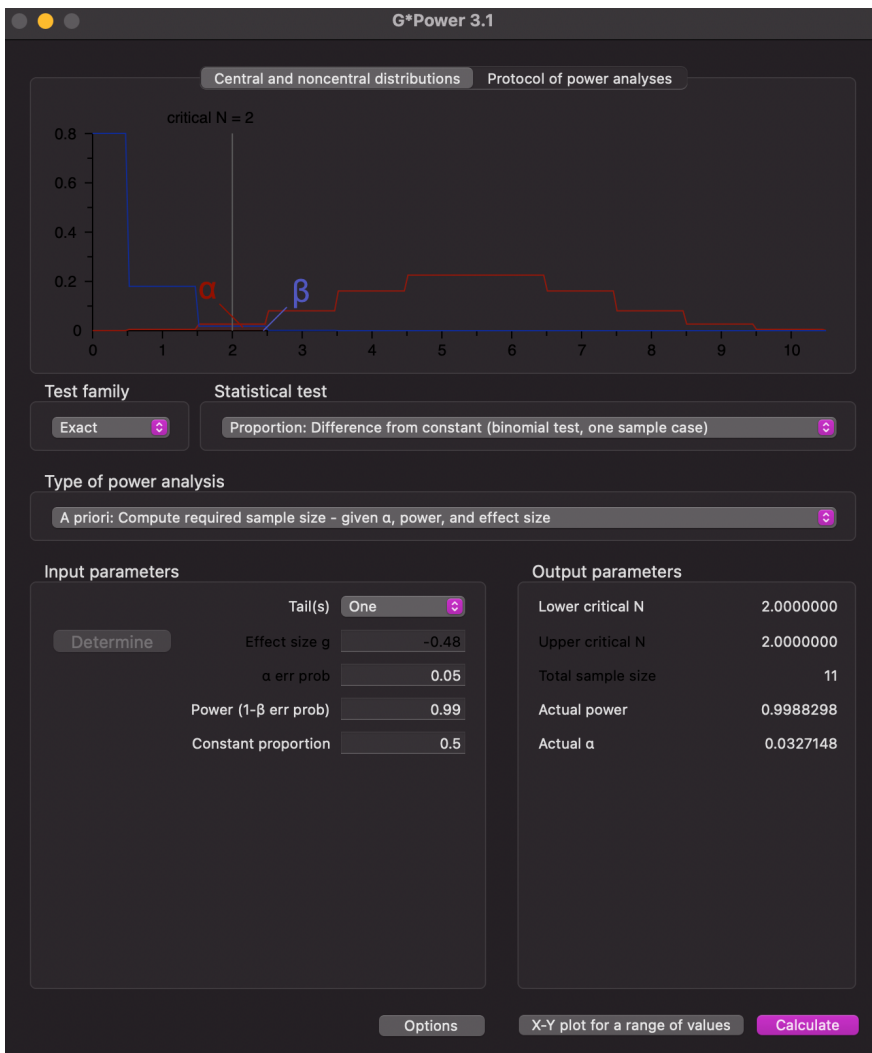 G*Power 3.1
Central and noncentral distributions Protocol of power analyses
critical N = 2
0.8
0.6
0.4
0.2
0
α
β
0 1 2 3 4 5 6 7 8 9 10
Test family Statistical test
Exact Proportion: Difference from constant (binomial test, one sample case)
Type of power analysis
A priori: Compute required sample size - given α, power, and effect size
Input parameters Output parameters
Tail(s) One Lower critical N 2.0000000
Determine Effect size g -0.48 Upper critical N 2.0000000
α err prob 0.05 Total sample size 11
Power (1-β err prob) 0.99 Actual power 0.9988298
Constant proportion 0.5 Actual α 0.0327148
Options X-Y plot for a range of values Calculate